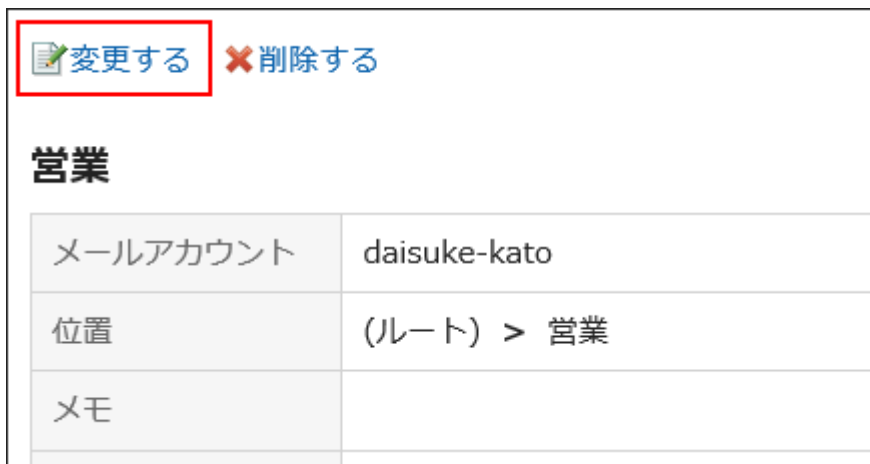 変更する 削除する
営業
メールアカウント daisuke-kato
位置 (ルート) > 営業
メモ